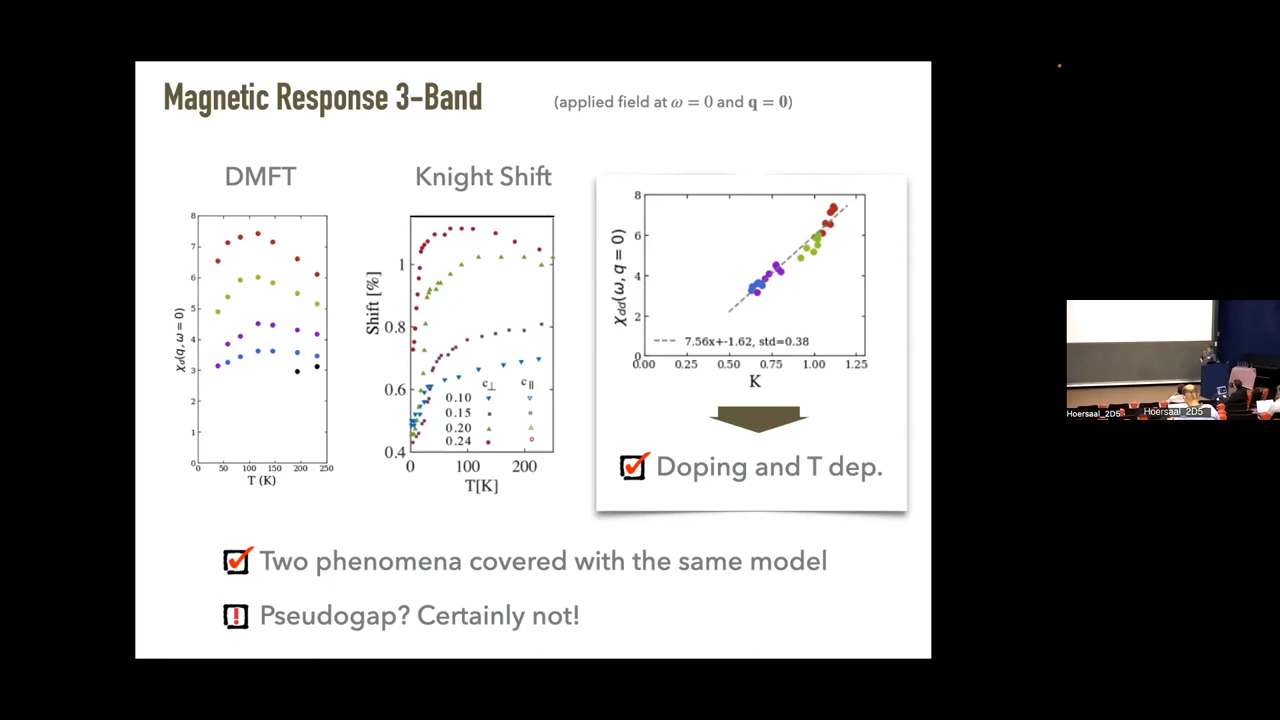 Magnetic Response 3-Band
(applied field at ω = 0 and q = 0)
DMFT
Knight Shift
8
7
6
5
4
3
2
1
0
χd(q, ω = 0)
0 50 100 150 200 250
T (K)
Shift [%]
1
0.8
0.6
0.4
c⊥ c∥
0.10
0.15
0.20
0.24
0 100 200
T[K]
χdd(ω, q = 0)
8
6
4
2
0
7.56x+-1.62, std=0.38
0.00 0.25 0.50 0.75 1.00 1.25
K
Doping and T dep.
Two phenomena covered with the same model
! Pseudogap? Certainly not!
Hoersaal_2D5
Hoersaal_2D5